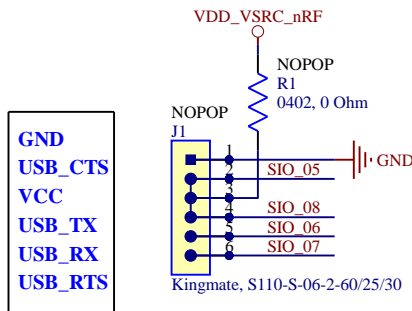 VDD_VSRC_nRF
NOPOP
R1
0402, 0 Ohm
NOPOP
J1
GND
USB_CTS
VCC
USB_TX
USB_RX
USB_RTS
1
2
3
4
5
6
GND
SIO_05
SIO_08
SIO_06
SIO_07
Kingmate, S110-S-06-2-60/25/30